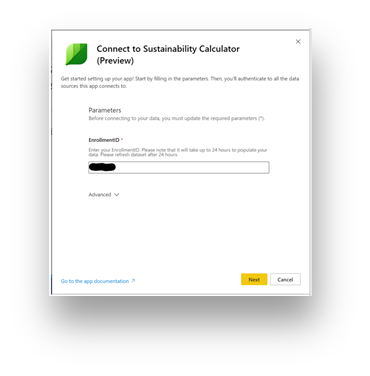 Connect to Sustainability Calculator
(Preview)
Get started setting up your app! Start by filling in the parameters. Then, you'll authenticate to all the data
sources this app connects to.
Parameters
Before connecting to your data, you must update the required parameters (*).
EnrollmentID *
Enter your EnrollmentID. Please note that it will take up to 24 hours to populate your
data. Please refresh dataset after 24 hours.
Advanced
Go to the app documentation
Next
Cancel